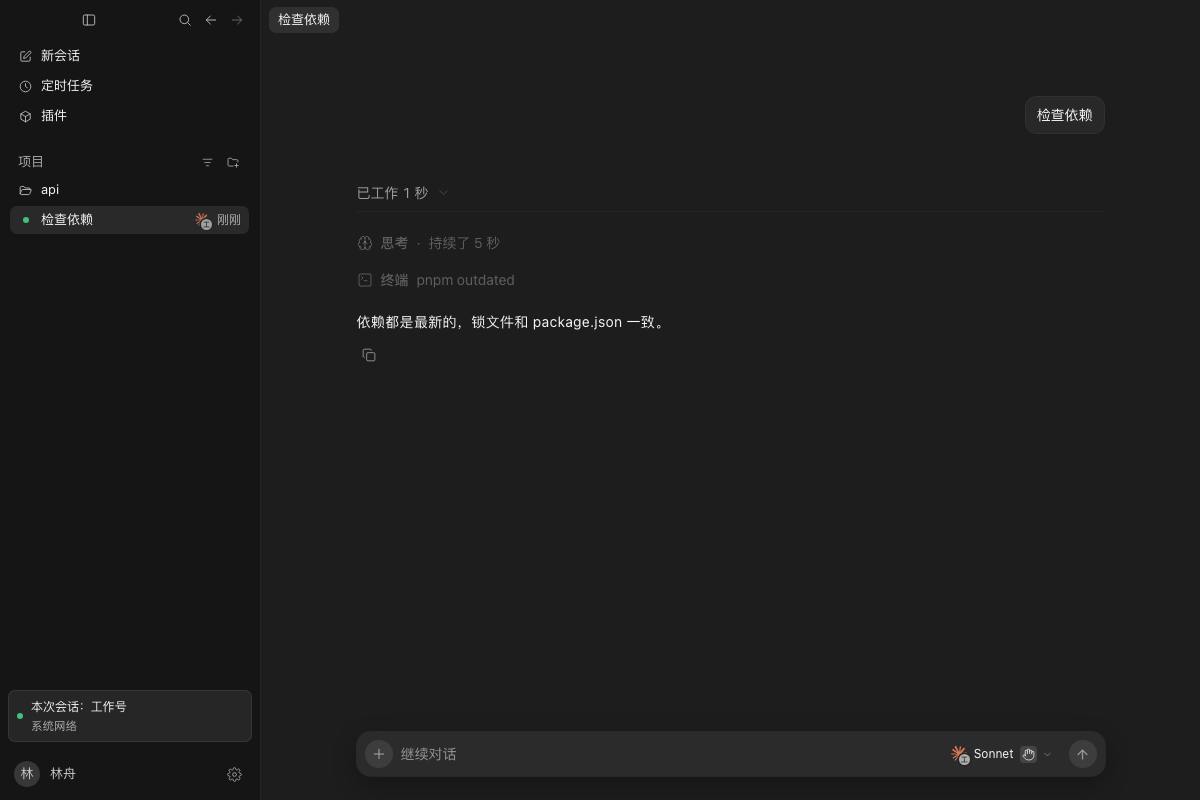 新会话
定时任务
插件
项目
api
检查依赖 工 刚刚
本次会话：工作号
系统网络
林 林舟
检查依赖
检查依赖
已工作 1 秒
思考 · 持续了 5 秒
终端 pnpm outdated
依赖都是最新的，锁文件和 package.json 一致。
继续对话 工 Sonnet